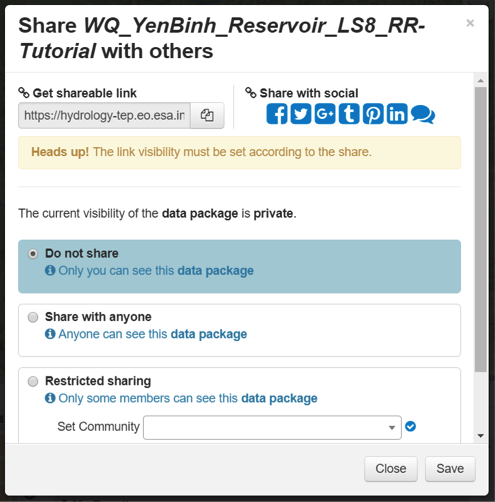 Share WQ_YenBinh_Reservoir_LS8_RR-
Tutorial with others
×
Get shareable link
Share with social
https://hydrology-tep.eo.esa.in
Heads up! The link visibility must be set according to the share.
The current visibility of the data package is private.
Do not share
Only you can see this data package
Share with anyone
Anyone can see this data package
Restricted sharing
Only some members can see this data package
Set Community
Close
Save